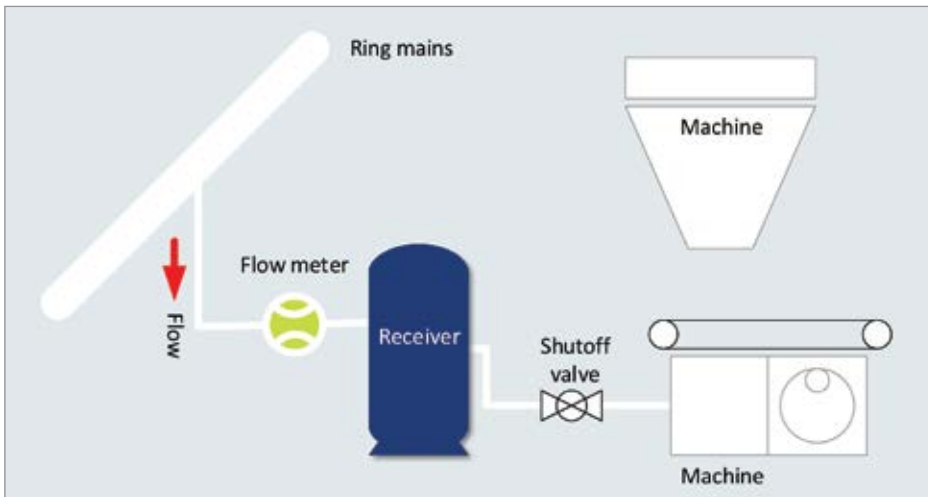 Ring mains
Machine
Flow meter
Flow
Receiver
Shutoff
valve
Machine